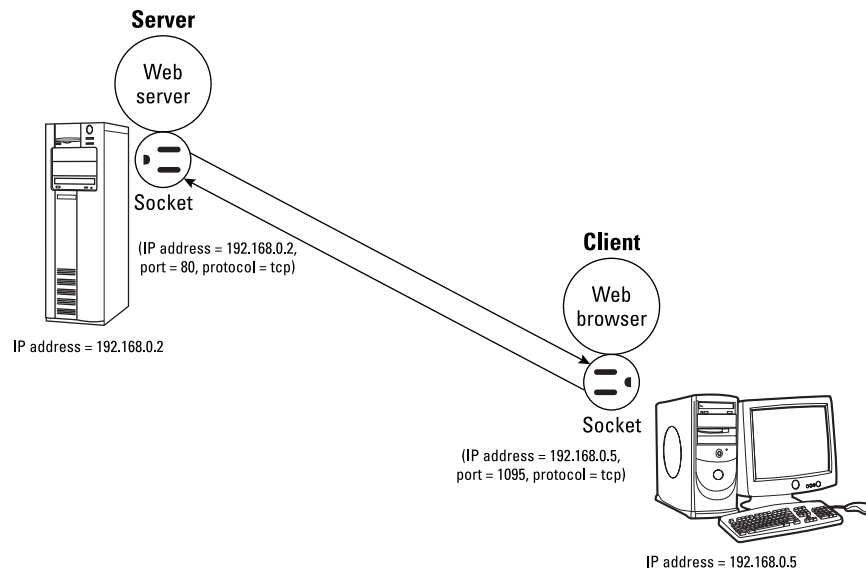 Server
Web
server
Socket
(IP address = 192.168.0.2,
port = 80, protocol = tcp)
IP address = 192.168.0.2
Client
Web
browser
Socket
(IP address = 192.168.0.5,
port = 1095, protocol = tcp)
IP address = 192.168.0.5